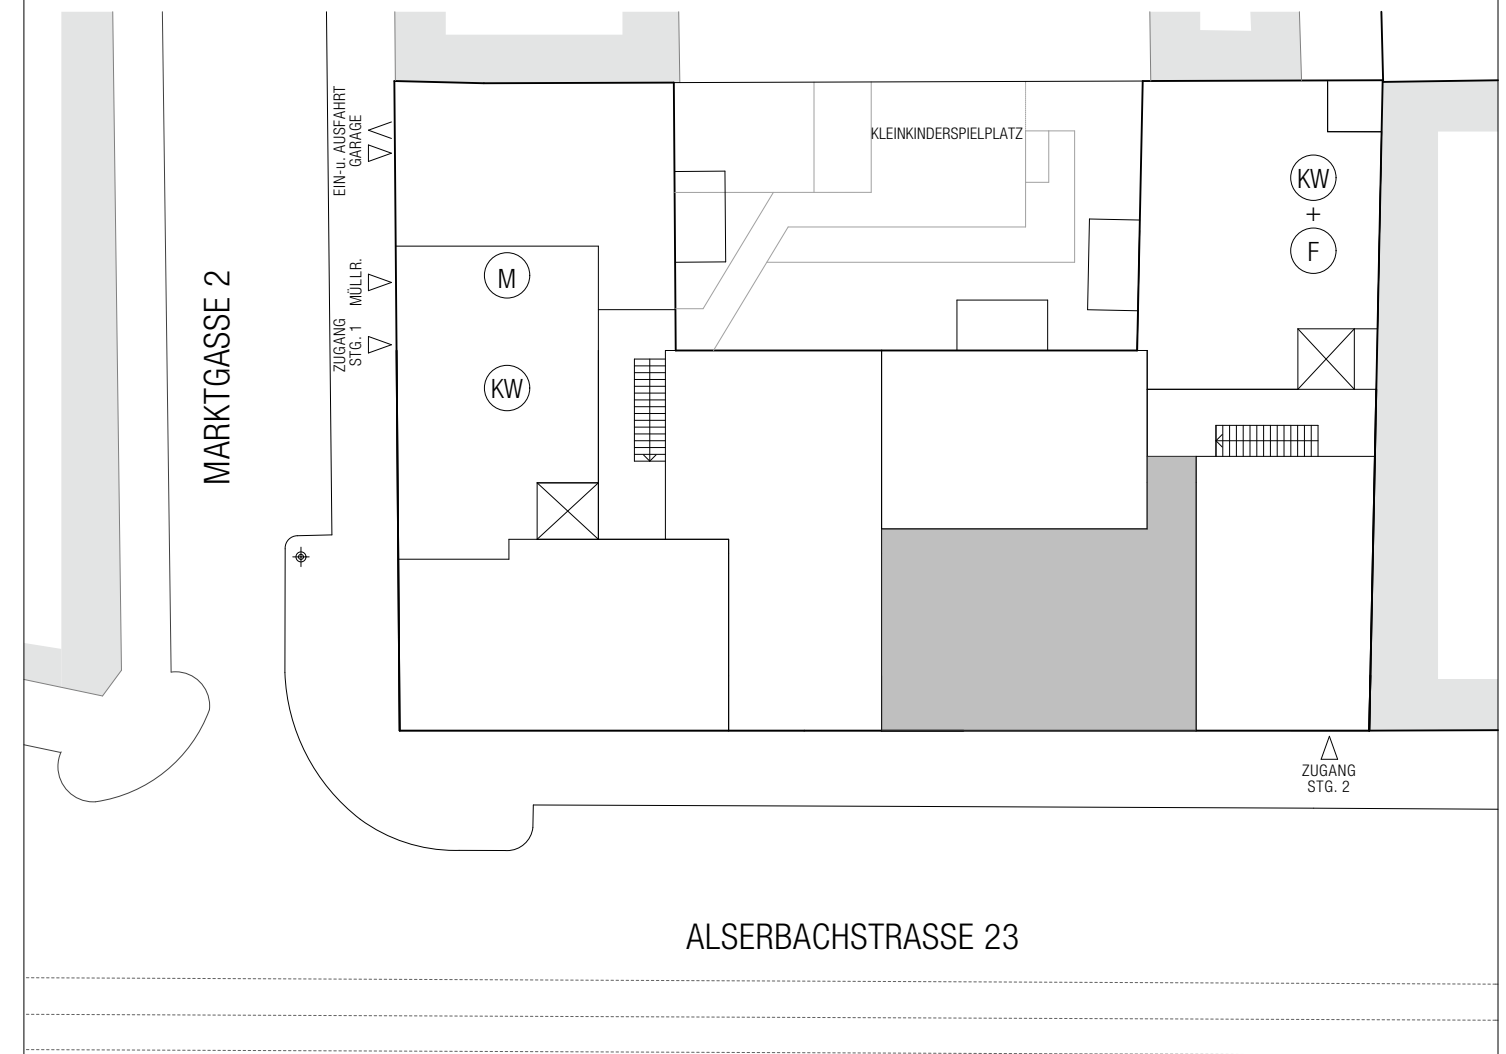 EIN-u. AUSFAHRT
GARAGE
KLEINKINDERSPIELPLATZ
KW
+
F
MÜLLR.
M
MARKTGASSE 2
ZUGANG
STG. 1
KW
ZUGANG
STG. 2
ALSERBACHSTRASSE 23